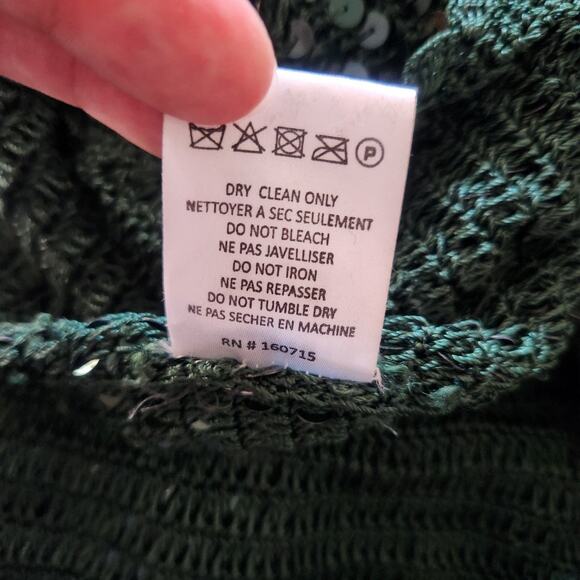 P
DRY CLEAN ONLY
NETTOYER A SEC SEULEMENT
DO NOT BLEACH
NE PAS JAVELLISER
DO NOT IRON
NE PAS REPASSER
DO NOT TUMBLE DRY
NE PAS SECHER EN MACHINE
RN # 160715